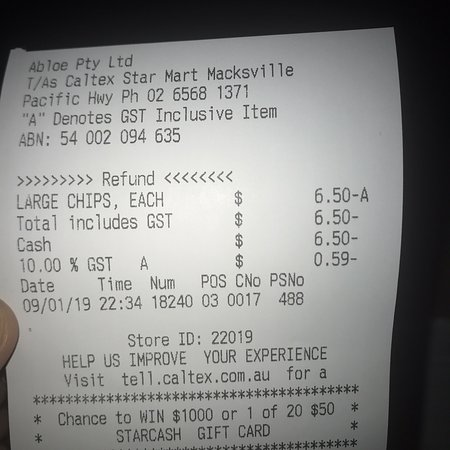 Abloe Pty Ltd
T/As Caltex Star Mart Macksville
Pacific Hwy Ph 02 6568 1371
"A" Denotes GST Inclusive Item
ABN: 54 002 094 635
>>>>>>>>> Refund <<<<<<<<
LARGE CHIPS, EACH $ 6.50-A
Total includes GST $ 6.50-
Cash $ 6.50-
10.00 % GST A $ 0.59-
Date Time Num POS CNo PSNo
09/01/19 22:34 18240 03 0017 488
Store ID: 22019
HELP US IMPROVE YOUR EXPERIENCE
Visit tell.caltex.com.au for a
****************************************
* Chance to WIN $1000 or 1 of 20 $50 *
* STARCASH GIFT CARD *
****************************************